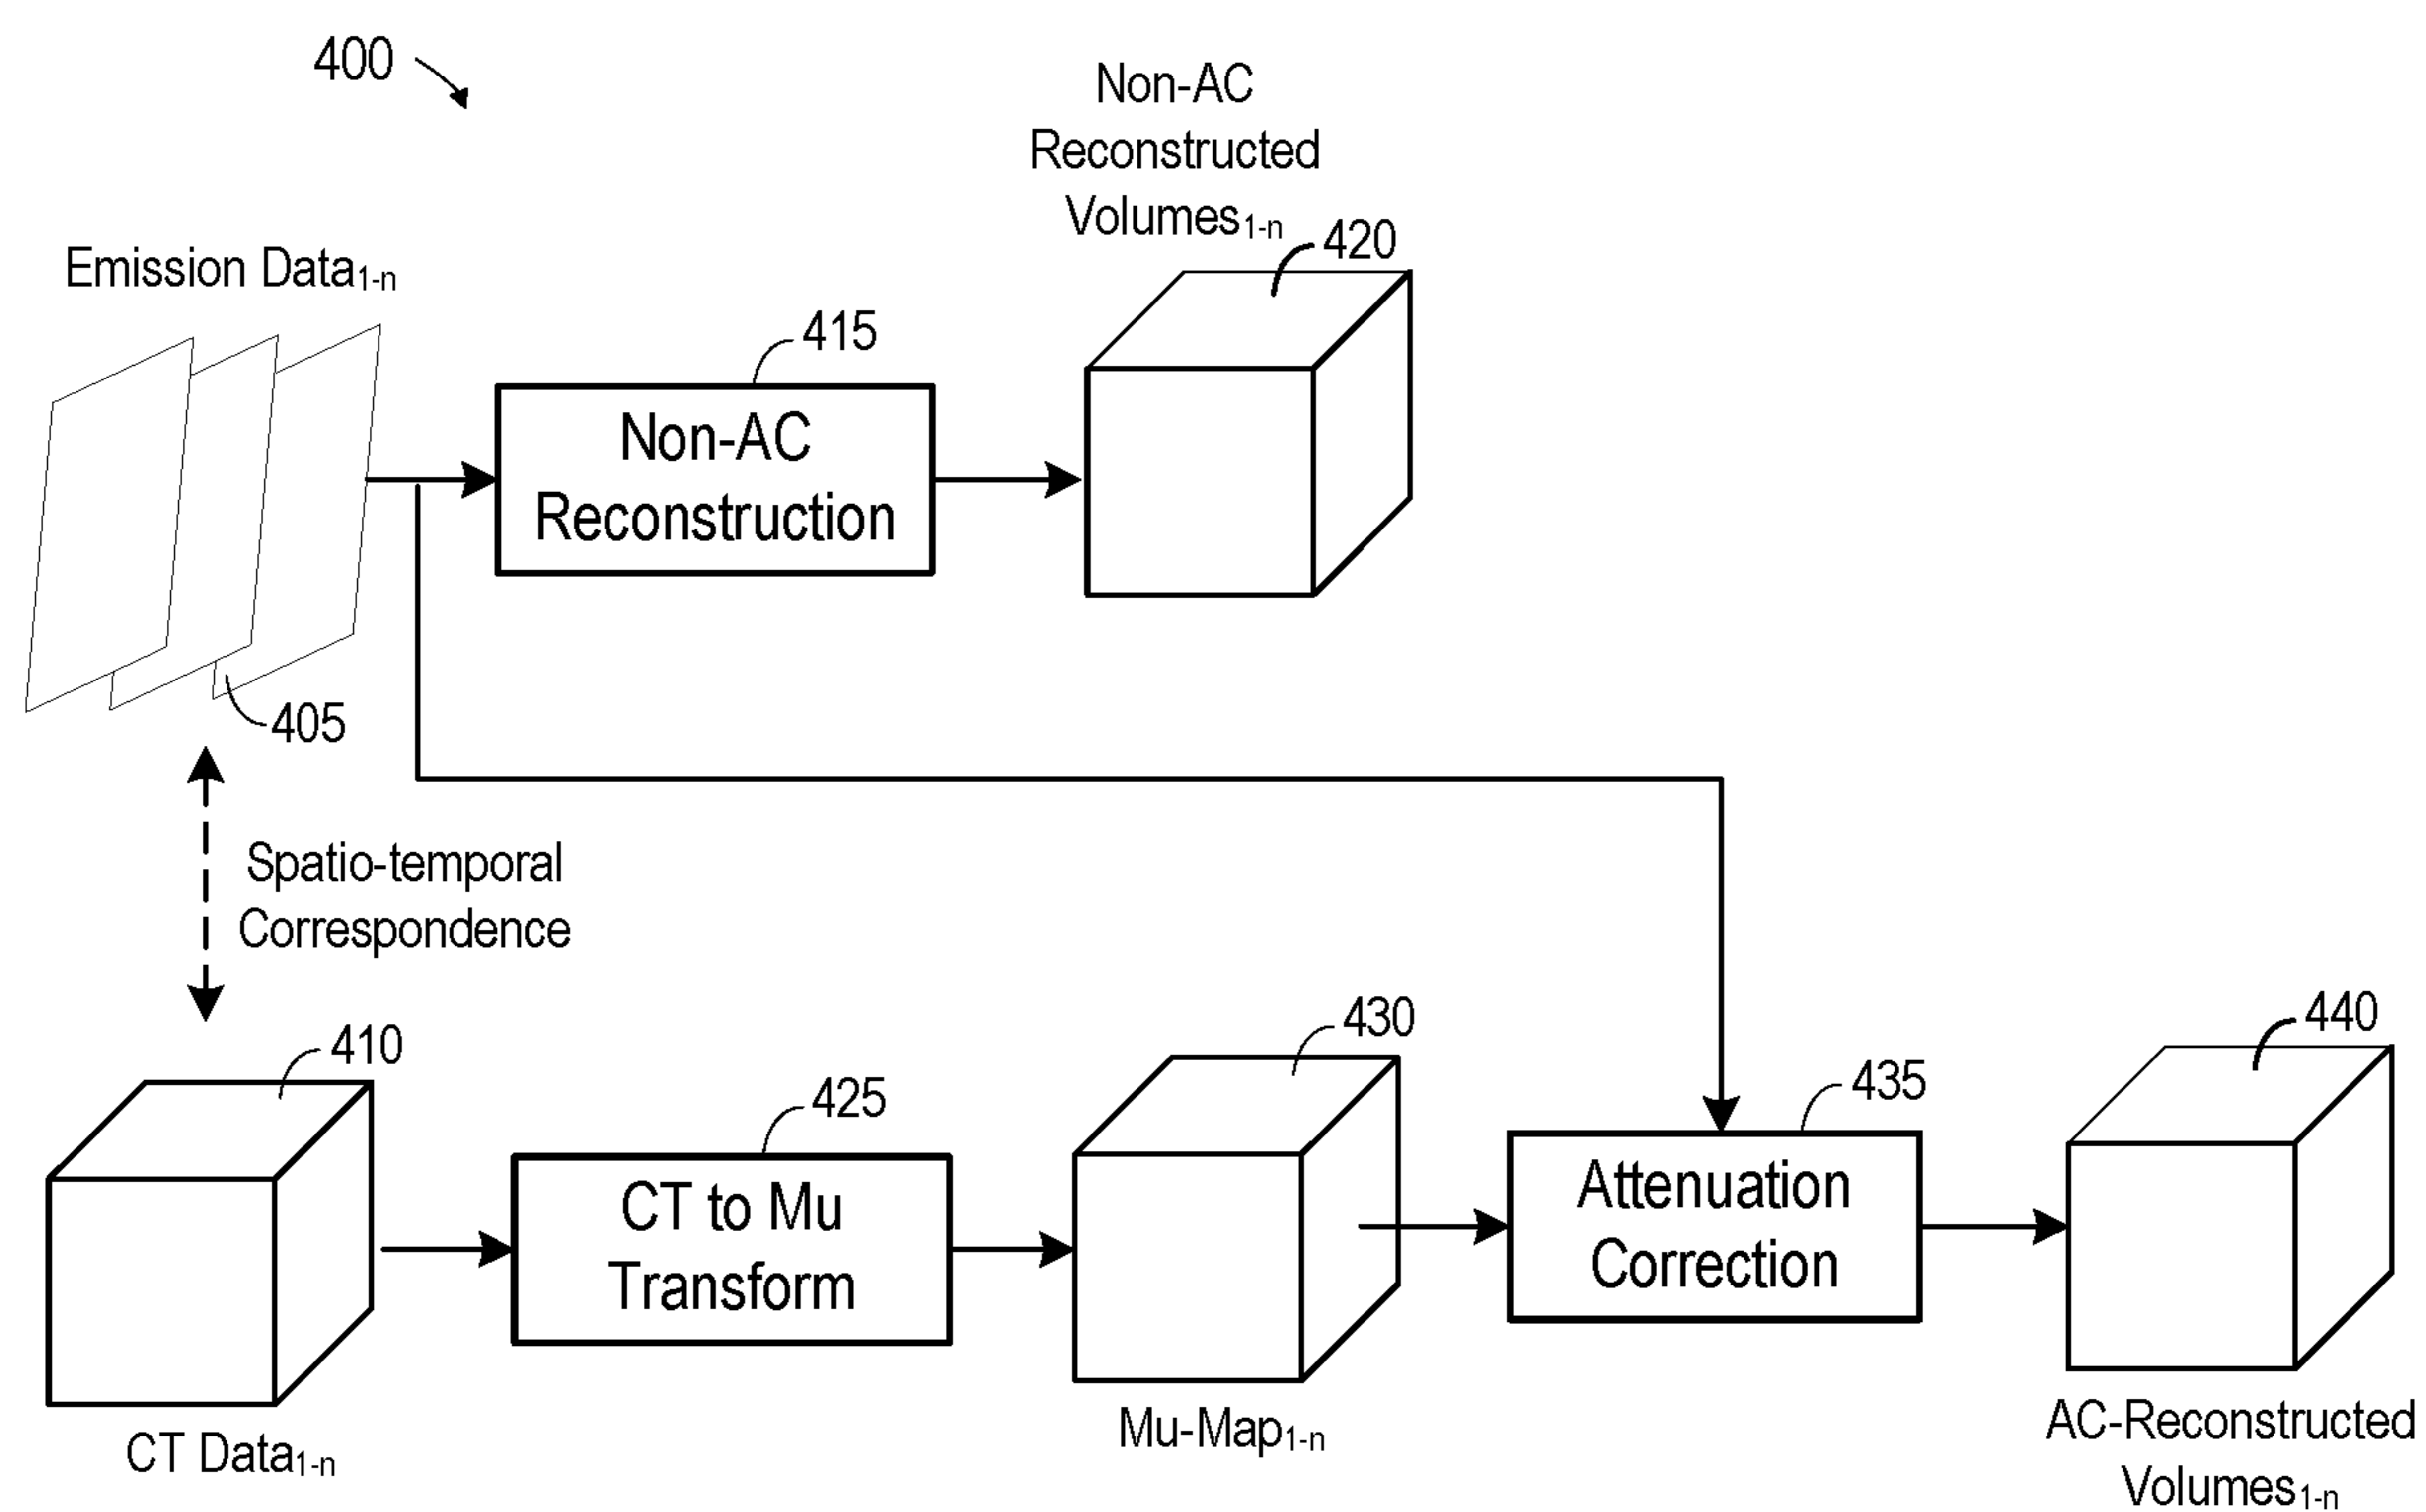 400
Non-AC
Reconstructed
Volumes1-n
420
Emission Data1-n
415
Non-AC
Reconstruction
405
Spatio-temporal
Correspondence
410
425
430
435
440
CT to Mu
Transform
Attenuation
Correction
CT Data1-n
Mu-Map1-n
AC-Reconstructed
Volumes1-n